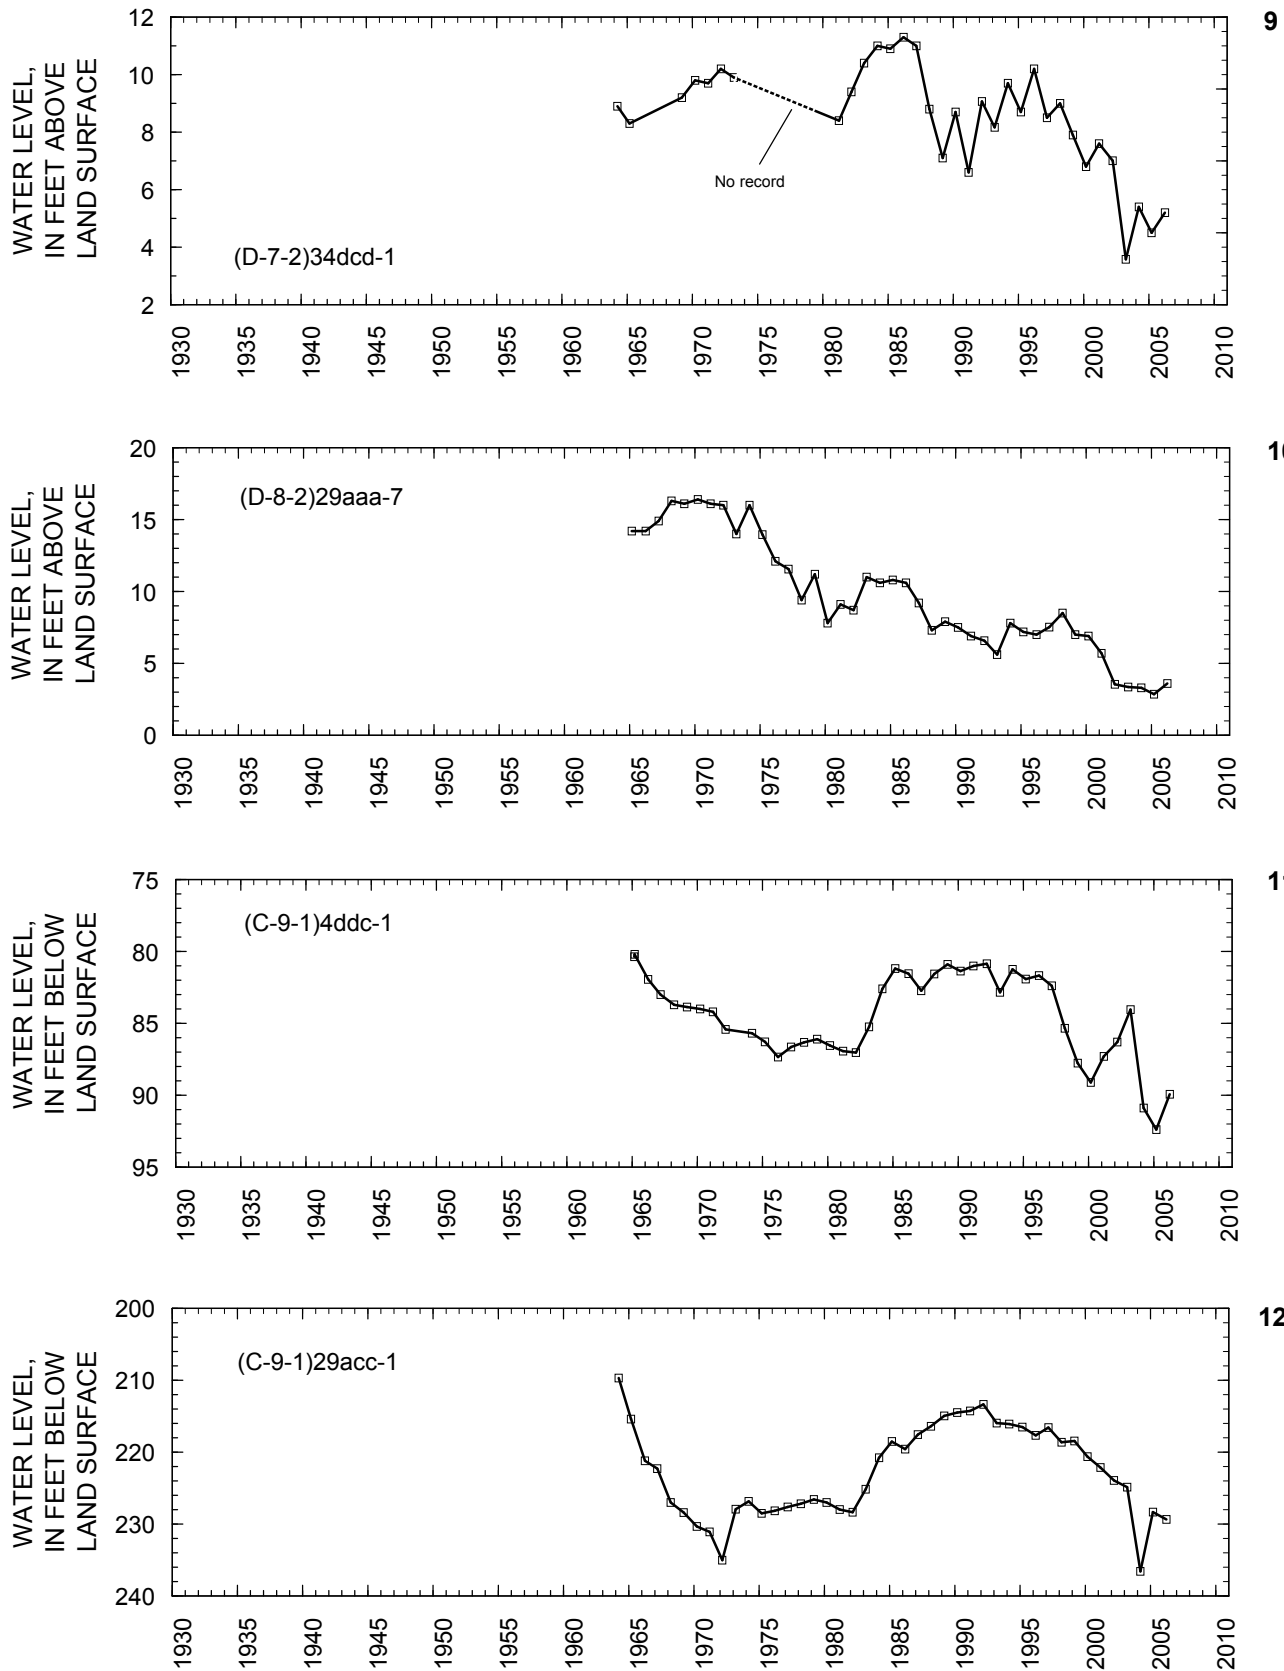 12
9
10
8
6
4
2
WATER LEVEL,
IN FEET ABOVE
LAND SURFACE
No record
(D-7-2)34dcd-1
1930 1935 1940 1945 1950 1955 1960 1965 1970 1975 1980 1985 1990 1995 2000 2005 2010
20
15
10
5
0
WATER LEVEL,
IN FEET ABOVE
LAND SURFACE
(D-8-2)29aaa-7
1930 1935 1940 1945 1950 1955 1960 1965 1970 1975 1980 1985 1990 1995 2000 2005 2010
75
80
85
90
95
WATER LEVEL,
IN FEET BELOW
LAND SURFACE
(C-9-1)4ddc-1
1930 1935 1940 1945 1950 1955 1960 1965 1970 1975 1980 1985 1990 1995 2000 2005 2010
200
12
210
220
230
240
WATER LEVEL,
IN FEET BELOW
LAND SURFACE
(C-9-1)29acc-1
1930 1935 1940 1945 1950 1955 1960 1965 1970 1975 1980 1985 1990 1995 2000 2005 2010